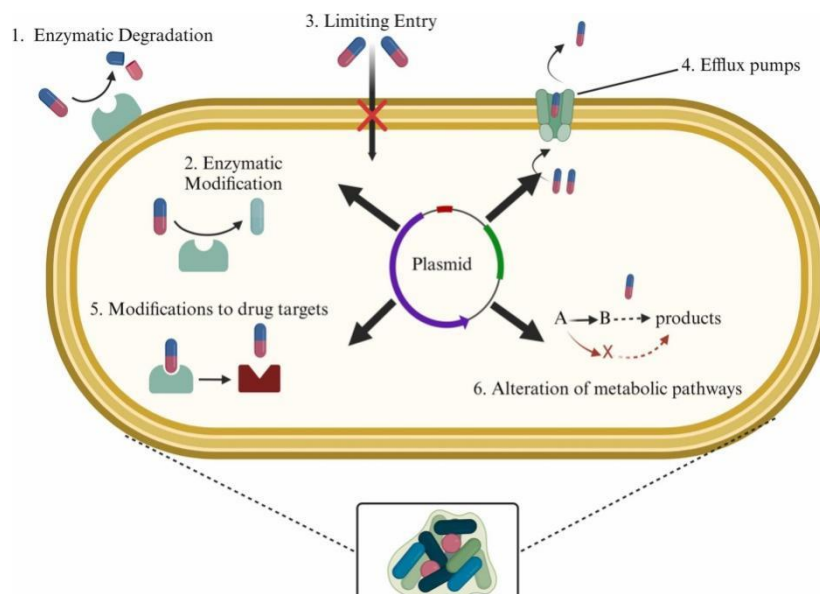 1. Enzymatic Degradation
3. Limiting Entry
4. Efflux pumps
2. Enzymatic
Modification
Plasmid
5. Modifications to drug targets
A B products
X
6. Alteration of metabolic pathways